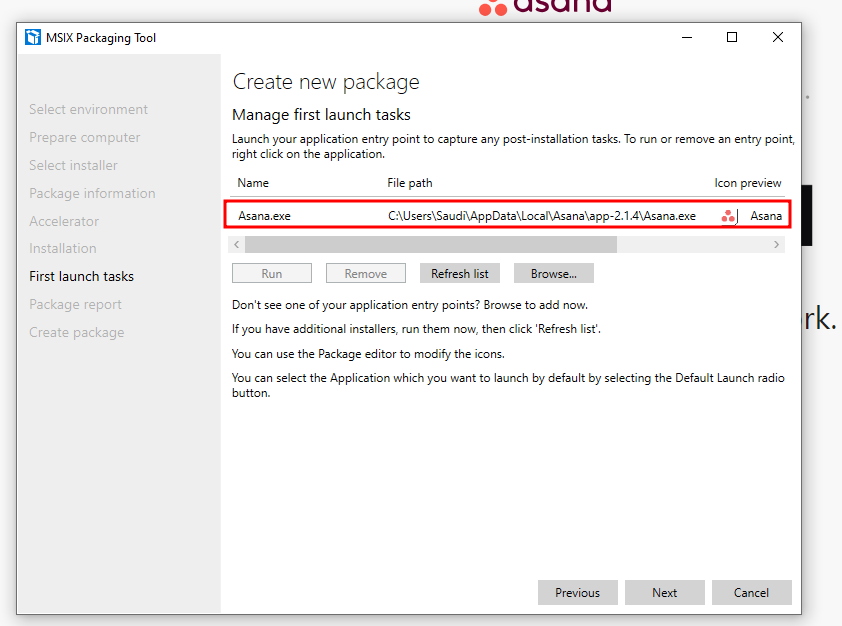 asana
MSIX Packaging Tool
Create new package
Manage first launch tasks
Launch your application entry point to capture any post-installation tasks. To run or remove an entry point,
right click on the application.
Select environment
Prepare computer
Select installer
Package information
Accelerator
Installation
First launch tasks
Package report
Create package
Name File path Icon preview
Asana.exe C:\Users\Saudi\AppData\Local\Asana\app-2.1.4\Asana.exe Asana
Run Remove Refresh list Browse...
Don't see one of your application entry points? Browse to add now.
If you have additional installers, run them now, then click 'Refresh list'.
You can use the Package editor to modify the icons.
You can select the Application which you want to launch by default by selecting the Default Launch radio
button.
rk.
Previous Next Cancel